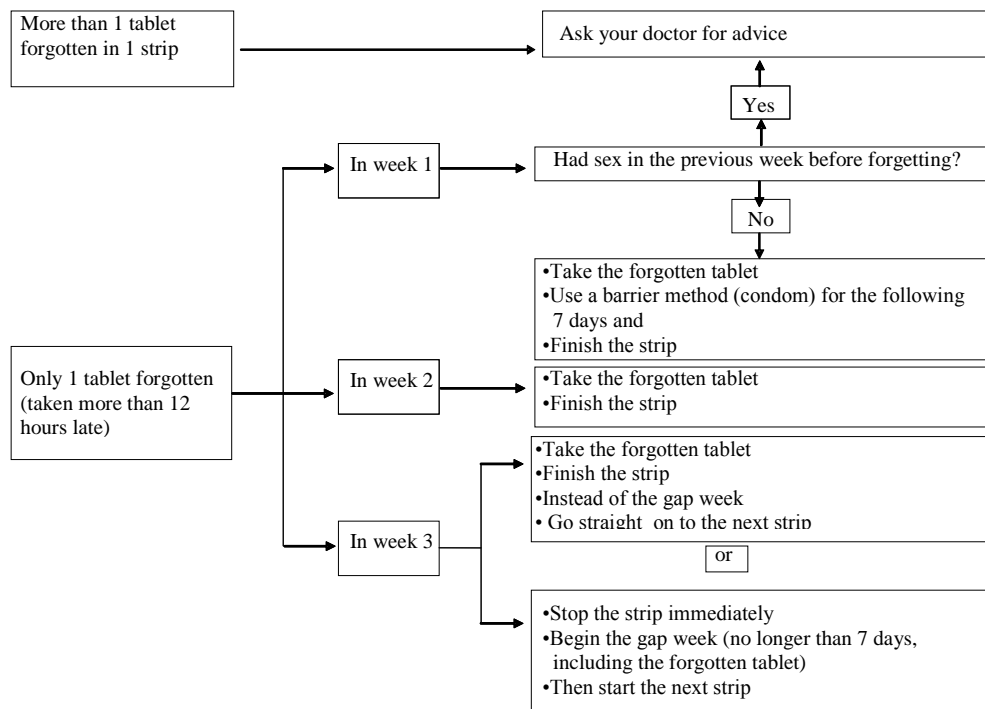 More than 1 tablet
forgotten in 1 strip
Ask your doctor for advice
Yes
In week 1
Had sex in the previous week before forgetting?
No
•Take the forgotten tablet
•Use a barrier method (condom) for the following
7 days and
•Finish the strip
Only 1 tablet forgotten
(taken more than 12
hours late)
In week 2
•Take the forgotten tablet
•Finish the strip
In week 3
•Take the forgotten tablet
•Finish the strip
•Instead of the gap week
• Go straight on to the next strip
or
•Stop the strip immediately
•Begin the gap week (no longer than 7 days,
including the forgotten tablet)
•Then start the next strip